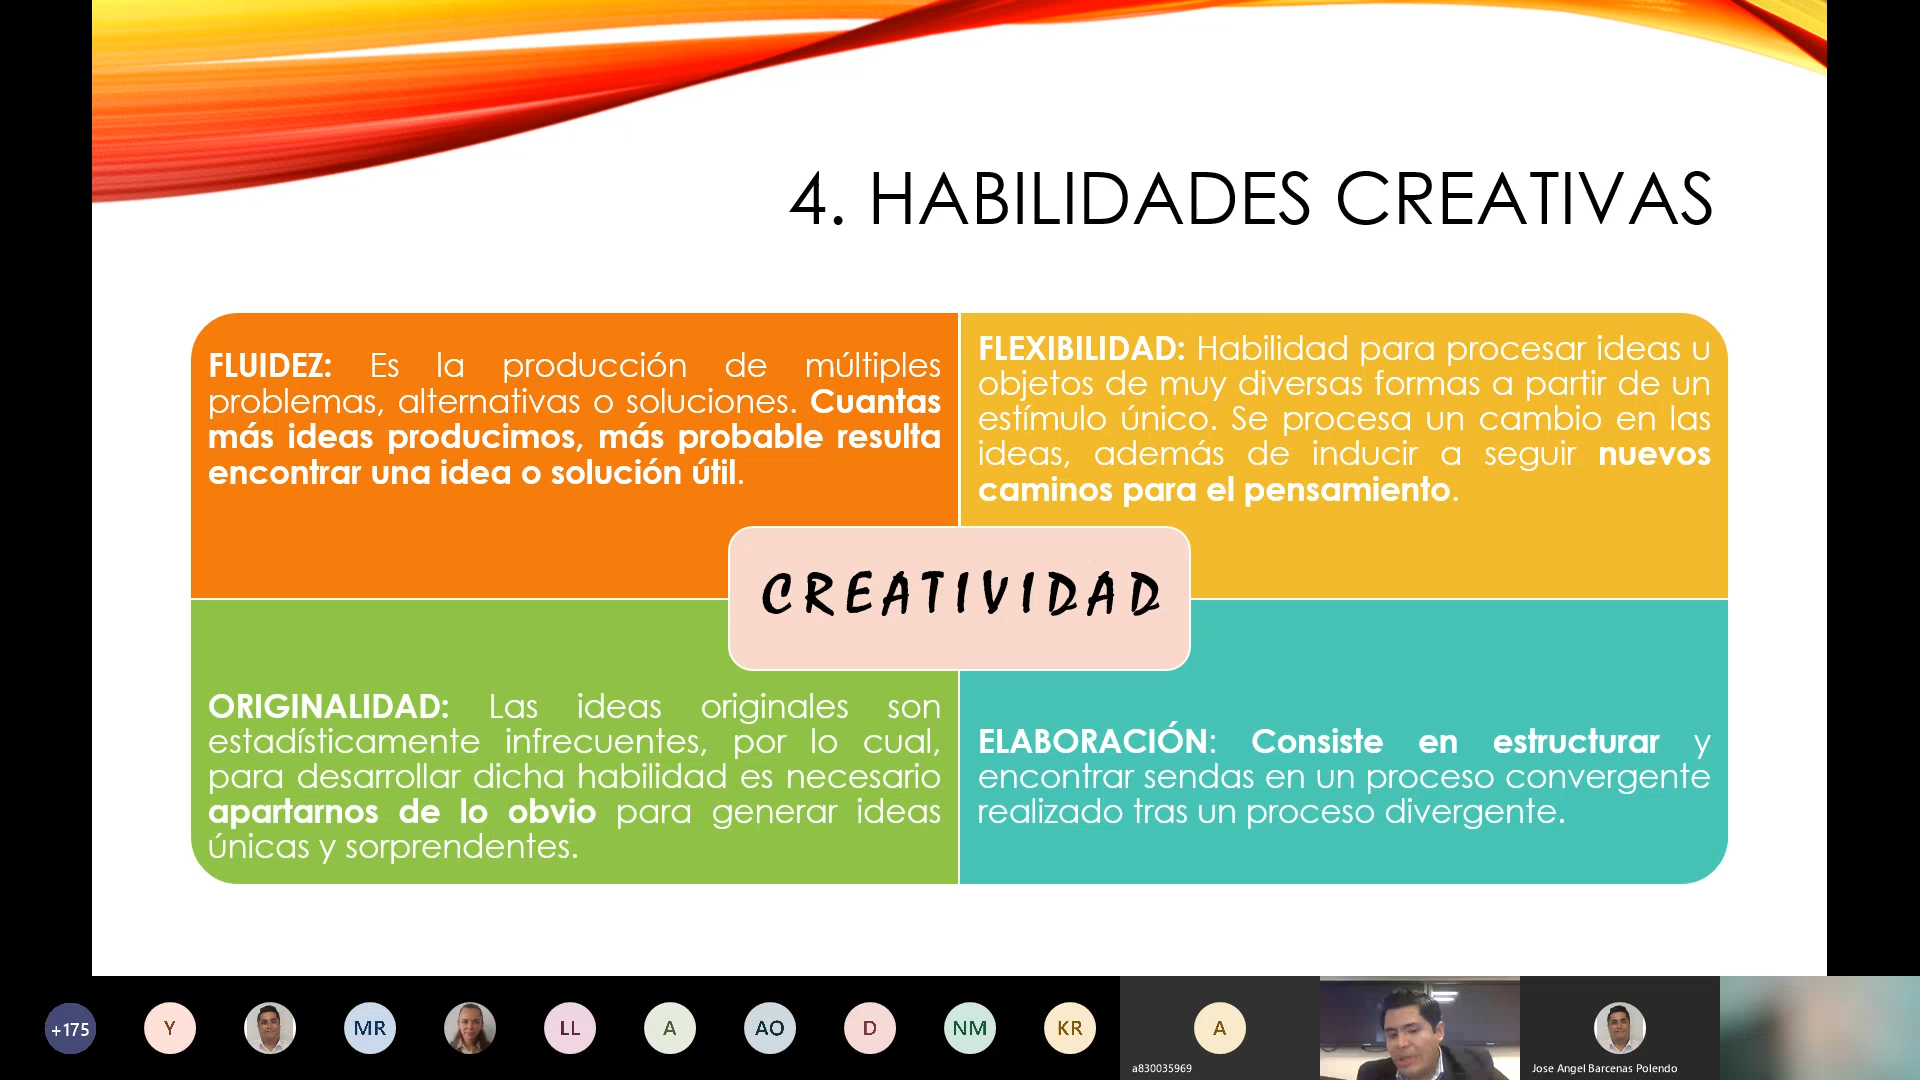 4. HABILIDADES CREATIVAS
FLUIDEZ: Es la producción de múltiples
problemas, alternativas o soluciones. Cuantas
más ideas producimos, más probable resulta
encontrar una idea o solución útil.
FLEXIBILIDAD: Habilidad para procesar ideas u
objetos de muy diversas formas a partir de un
estímulo único. Se procesa un cambio en las
ideas, además de inducir a seguir nuevos
caminos para el pensamiento.
CREATIVIDAD
ORIGINALIDAD: Las ideas originales son
estadísticamente infrecuentes, por lo cual,
para desarrollar dicha habilidad es necesario
apartarnos de lo obvio para generar ideas
únicas y sorprendentes.
ELABORACIÓN: Consiste en estructurar y
encontrar sendas en un proceso convergente
realizado tras un proceso divergente.
+175
Y
MR
LL
A
AO
D
NM
KR
A
a830035969
Jose Angel Barcenas Polendo